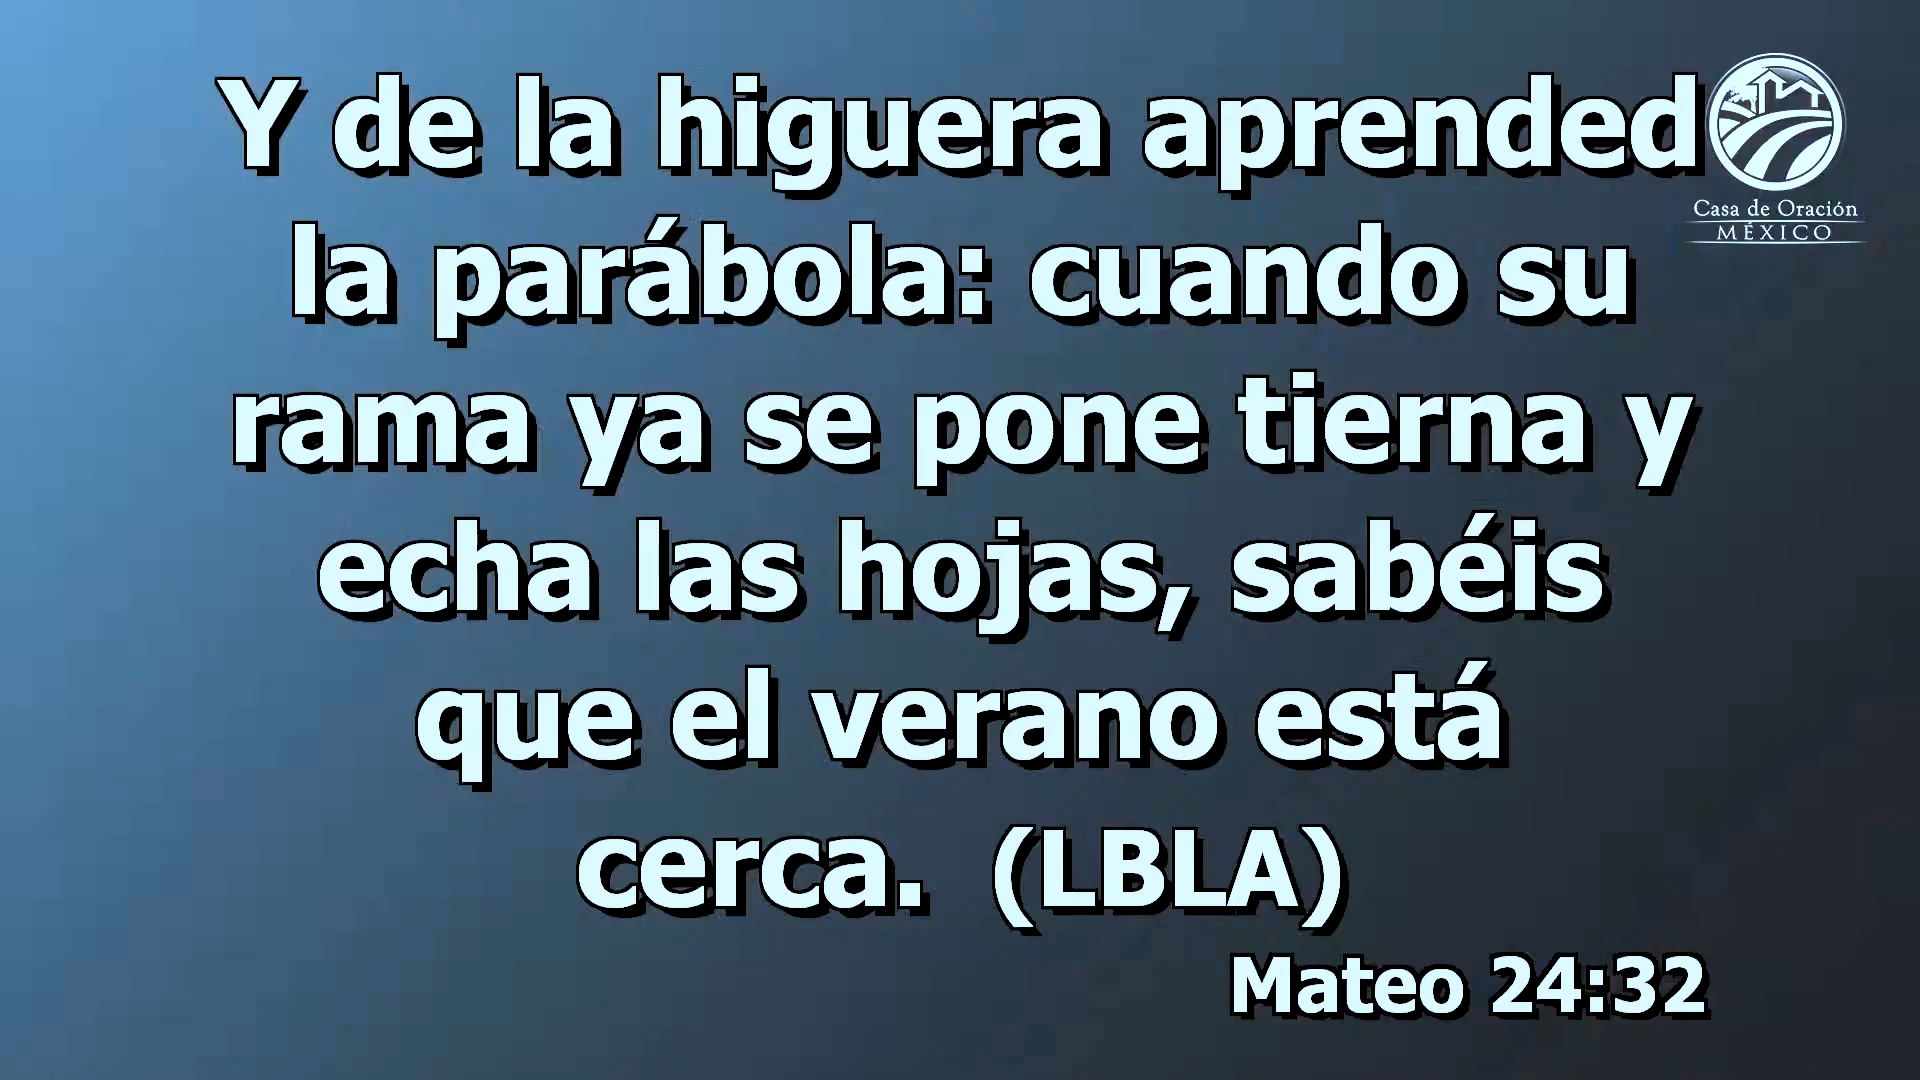 Y de la higuera aprended
la parábola: cuando su
rama ya se pone tierna y
echa las hojas, sabéis
que el verano está
cerca. (LBLA)
Mateo 24:32
Casa de Oración
MÉXICO